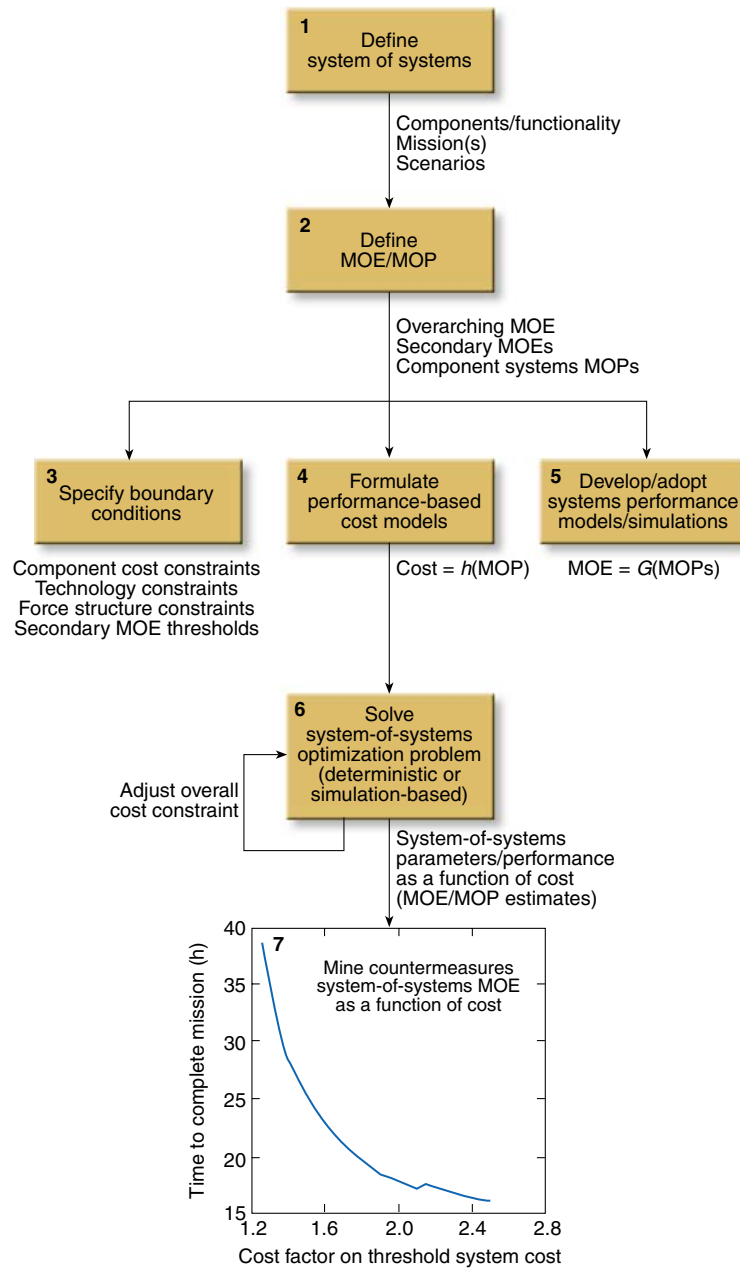 1
Define
system of systems
Components/functionality
Mission(s)
Scenarios
2
Define
MOE/MOP
Overarching MOE
Secondary MOEs
Component systems MOPs
3
Specify boundary
conditions
Component cost constraints
Technology constraints
Force structure constraints
Secondary MOE thresholds
4
Formulate
performance-based
cost models
Cost = h(MOP)
5
Develop/adopt
systems performance
models/simulations
MOE = G(MOPs)
6
Solve
system-of-systems
optimization problem
(deterministic or
simulation-based)
Adjust overall
cost constraint
System-of-systems
parameters/performance
as a function of cost
(MOE/MOP estimates)
7
Mine countermeasures
system-of-systems MOE
as a function of cost
Time to complete mission (h)
40
35
30
25
20
15
1.2
1.6
2.0
2.4
2.8
Cost factor on threshold system cost